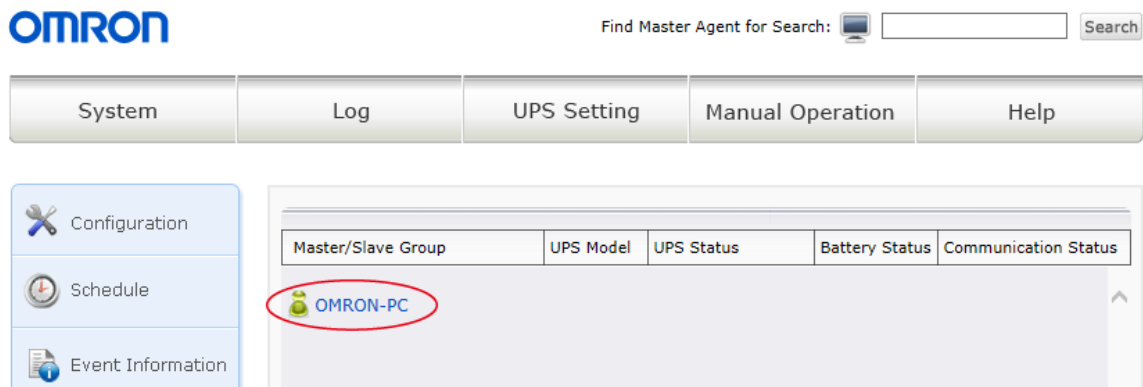 OMRON
Find Master Agent for Search: Search
System Log UPS Setting Manual Operation Help
Configuration
Schedule
Event Information
Master/Slave Group UPS Model UPS Status Battery Status Communication Status
OMRON-PC